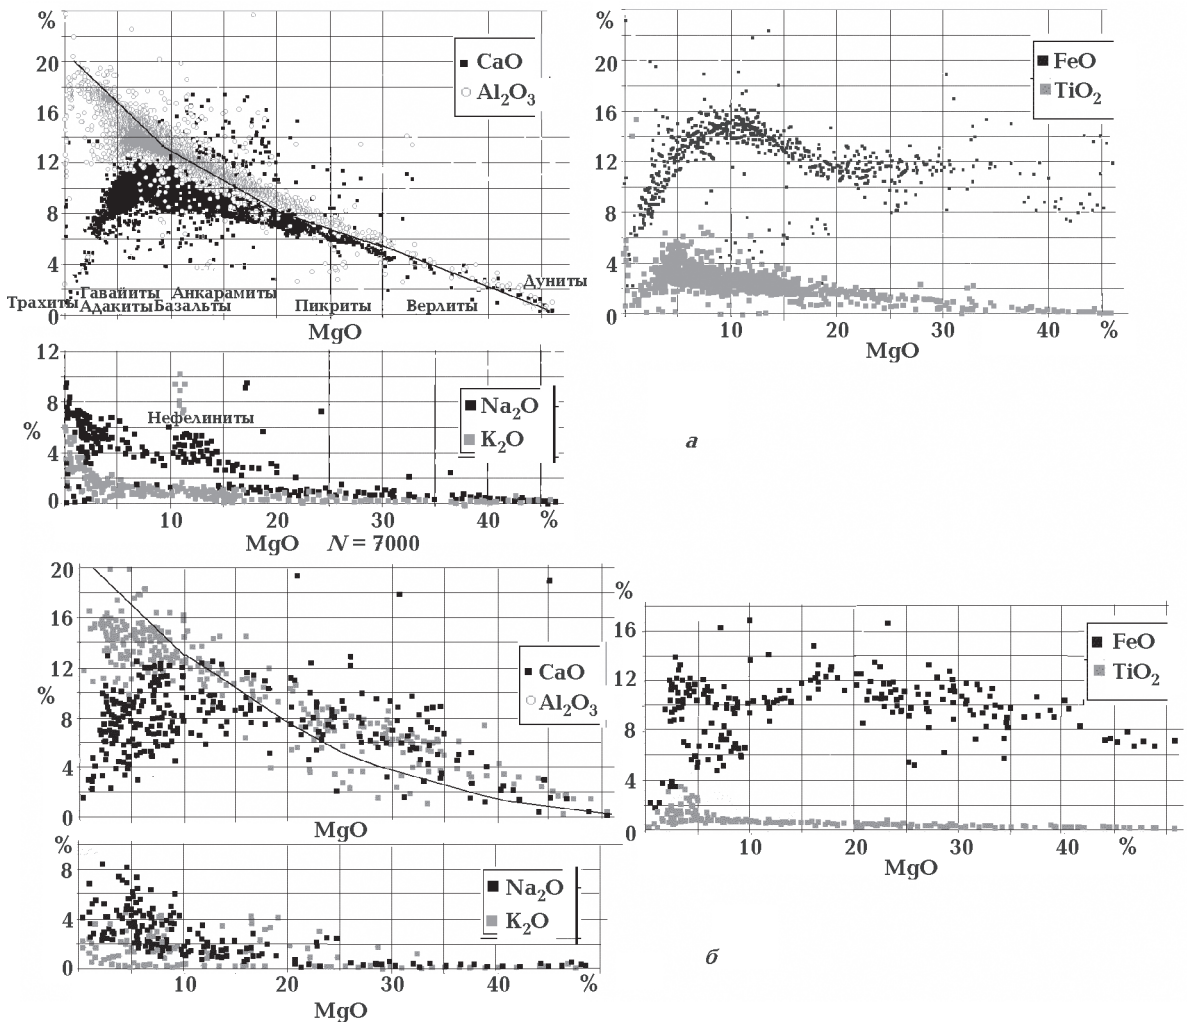 %
20
16
12
8
4
0
CaO
Al₂O₃
Дуниты
Гавайиты Анкарамиты
Трахиты Адакиты Базальты Пикриты Верлиты
MgO
%
20
16
12
8
4
0
FeO
TiO₂
10 20 30 40 %
MgO
12
8
%
4
0
Na₂O
K₂O
Нефелиниты
10 20 30 40 %
MgO N = 7000
а
20
16
12
%
8
4
0
CaO
Al₂O₃
MgO
%
16
12
8
4
0
FeO
TiO₂
10 20 30 40 %
MgO
%
8
4
0
Na₂O
K₂O
10 20 30 40 %
MgO
б